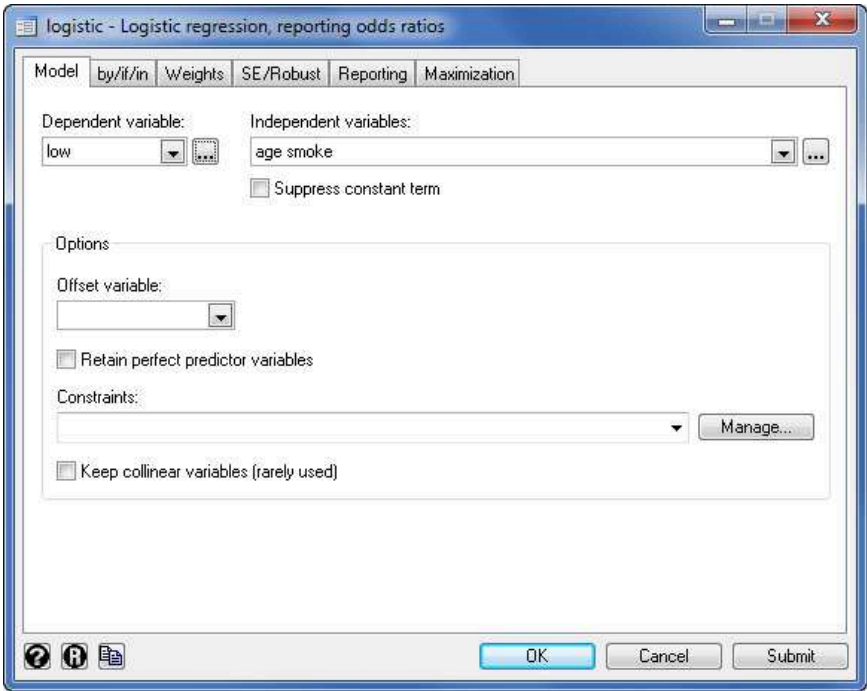 logistic - Logistic regression, reporting odds ratios
Model by/if/in Weights SE/Robust Reporting Maximization
Dependent variable: Independent variables:
low ... age smoke ...
Suppress constant term
Options
Offset variable:
Retain perfect predictor variables
Constraints:
Manage...
Keep collinear variables (rarely used)
? R OK Cancel Submit